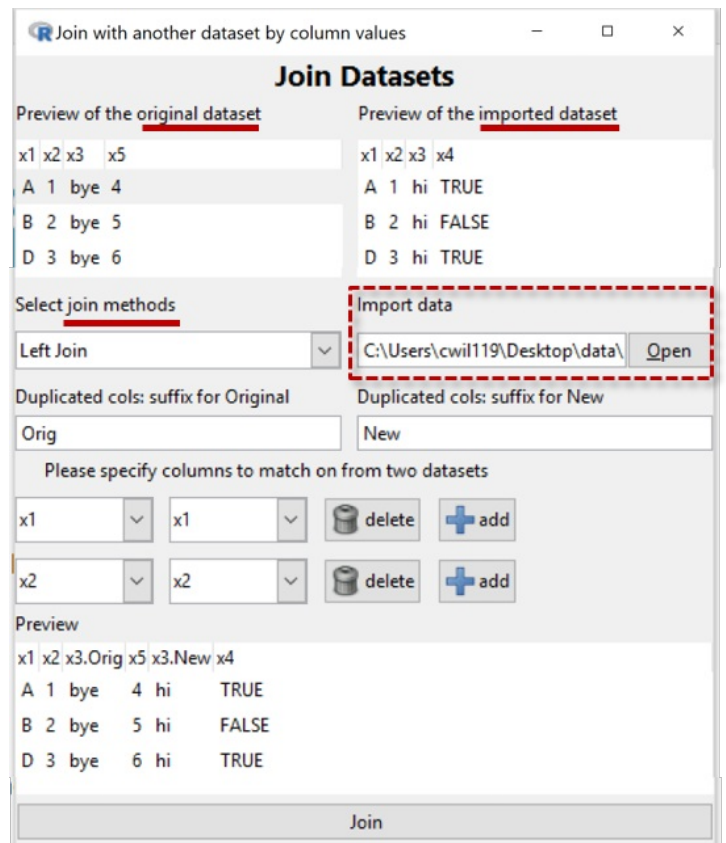 Join with another dataset by column values
Join Datasets
Preview of the original dataset
x1 x2 x3 x5
A 1 bye 4
B 2 bye 5
D 3 bye 6
Preview of the imported dataset
x1 x2 x3 x4
A 1 hi TRUE
B 2 hi FALSE
D 3 hi TRUE
Select join methods
Left Join
Import data
C:\Users\cwil119\Desktop\data\ Open
Duplicated cols: suffix for Original
Orig
Duplicated cols: suffix for New
New
Please specify columns to match on from two datasets
x1 x1 delete add
x2 x2 delete add
Preview
x1 x2 x3.Orig x5 x3.New x4
A 1 bye 4 hi TRUE
B 2 bye 5 hi FALSE
D 3 bye 6 hi TRUE
Join